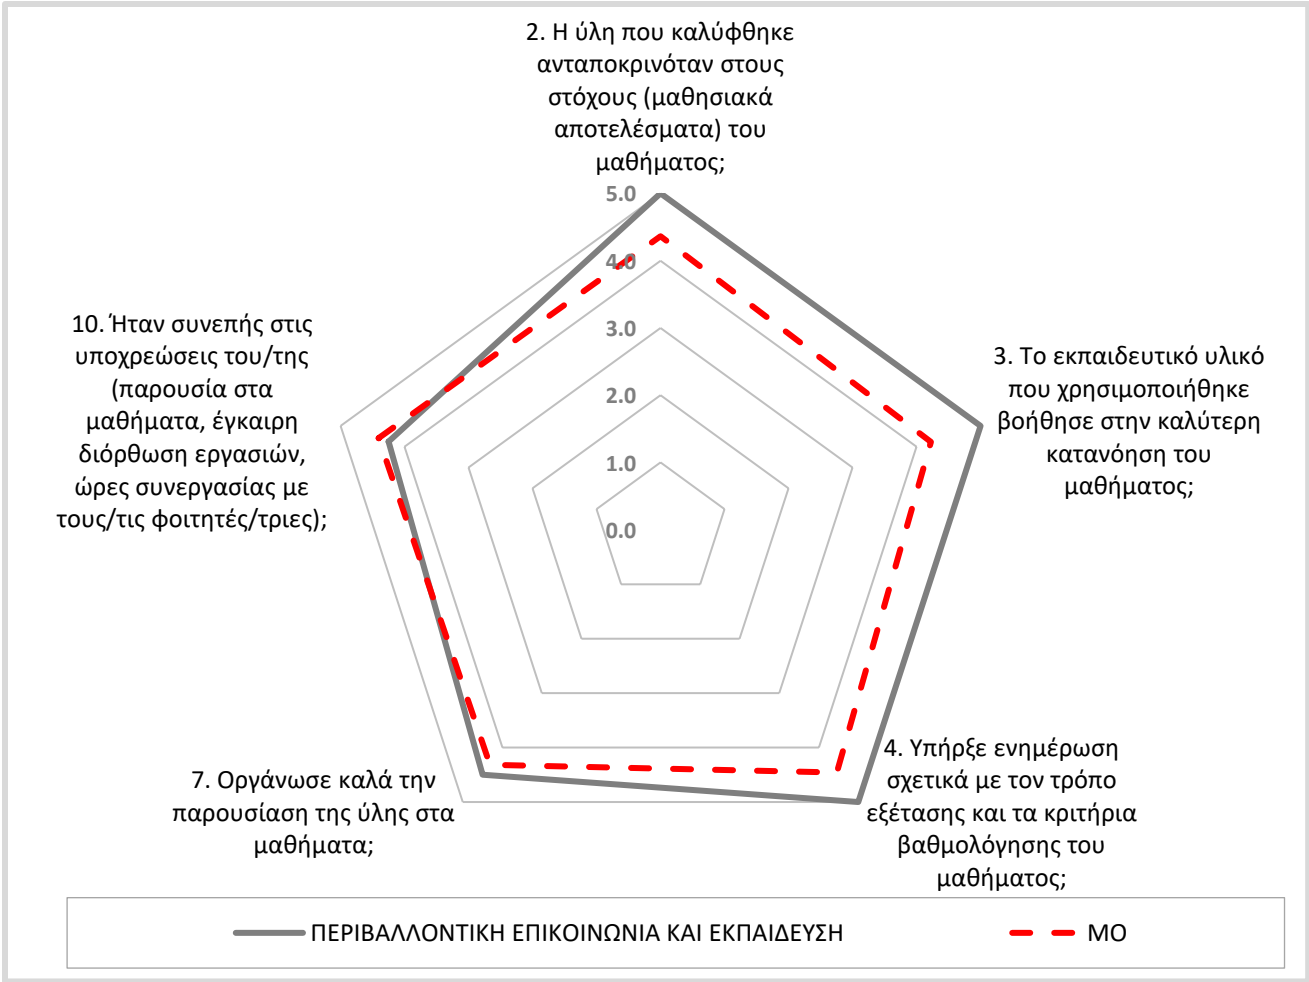 2. Η ύλη που καλύφθηκε
ανταποκρινόταν στους
στόχους (μαθησιακά
αποτελέσματα) του
μαθήματος;
5.0
4.0
3.0
2.0
1.0
0.0
10. Ήταν συνεπής στις
υποχρεώσεις του/της
(παρουσία στα
μαθήματα, έγκαιρη
διόρθωση εργασιών,
ώρες συνεργασίας με
τους/τις φοιτητές/τριες);
3. Το εκπαιδευτικό υλικό
που χρησιμοποιήθηκε
βοήθησε στην καλύτερη
κατανόηση του
μαθήματος;
7. Οργάνωσε καλά την
παρουσίαση της ύλης στα
μαθήματα;
4. Υπήρξε ενημέρωση
σχετικά με τον τρόπο
εξέτασης και τα κριτήρια
βαθμολόγησης του
μαθήματος;
ΠΕΡΙΒΑΛΛΟΝΤΙΚΗ ΕΠΙΚΟΙΝΩΝΙΑ ΚΑΙ ΕΚΠΑΙΔΕΥΣΗ
ΜΟ